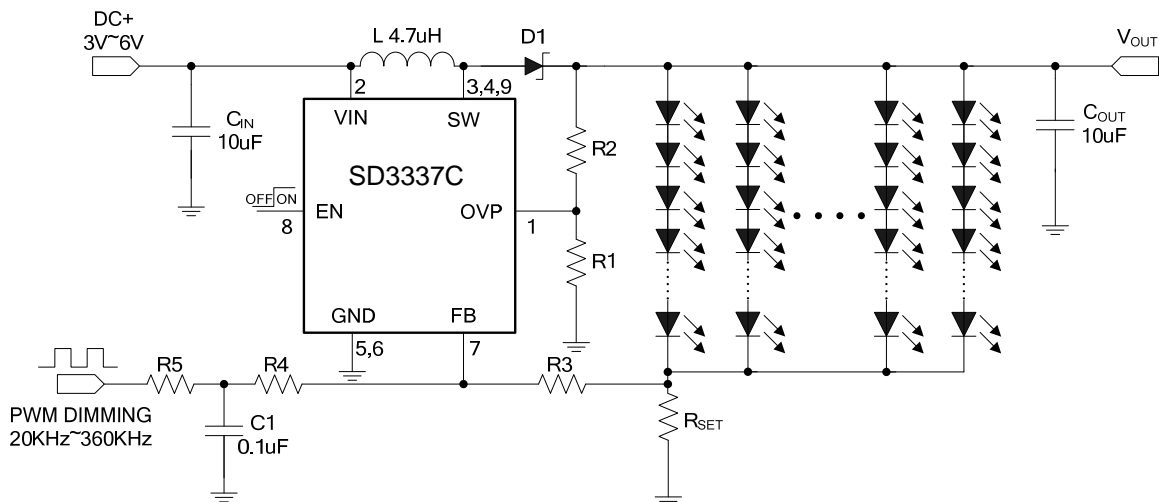 DC+
3V~6V
L 4.7uH
D1
VOUT
2
3,4,9
VIN
SW
CIN
10uF
COUT
10uF
R2
SD3337C
OFF ON
EN
OVP
8
1
R1
GND
FB
5,6
7
R5
R4
R3
PWM DIMMING
20KHz~360KHz
C1
0.1uF
RSET